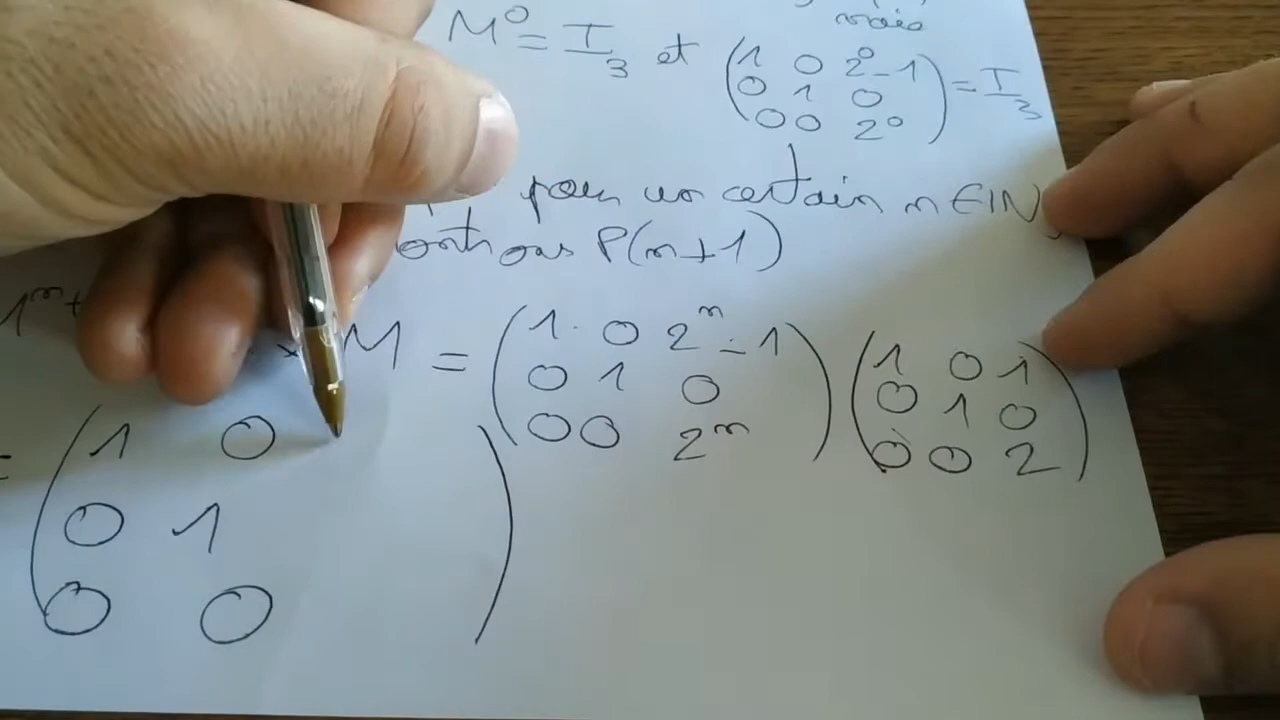 mais
M⁰ = I₃ et (1 0 2⁰-1) = I₃
(0 1 0)
(0 0 2⁰)
pour un certain n ∈ IN,
ontrons P(n+1)
× M = (1 0 2ⁿ-1) (1 0 1)
(0 1 0) (0 1 0)
(0 0 2ⁿ) (0 0 2)
= (1 0 )
(0 1 )
(0 0 )